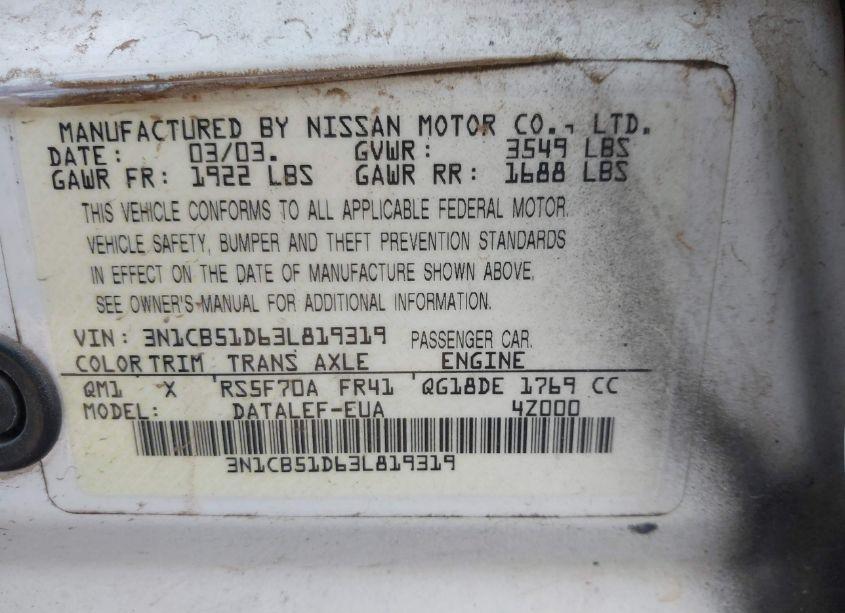 MANUFACTURED BY NISSAN MOTOR CO., LTD.
DATE: 03/03. GVWR: 3549 LBS
GAWR FR: 1922 LBS GAWR RR: 1688 LBS
THIS VEHICLE CONFORMS TO ALL APPLICABLE FEDERAL MOTOR
VEHICLE SAFETY, BUMPER AND THEFT PREVENTION STANDARDS
IN EFFECT ON THE DATE OF MANUFACTURE SHOWN ABOVE.
SEE OWNER'S MANUAL FOR ADDITIONAL INFORMATION.
VIN: 3N1CB51D63L819319 PASSENGER CAR.
COLOR TRIM TRANS AXLE ENGINE
QM1 X RS5F70A FR41 QG18DE 1769 CC
MODEL: DATALEF-EUA 4Z000
3N1CB51D63L819319